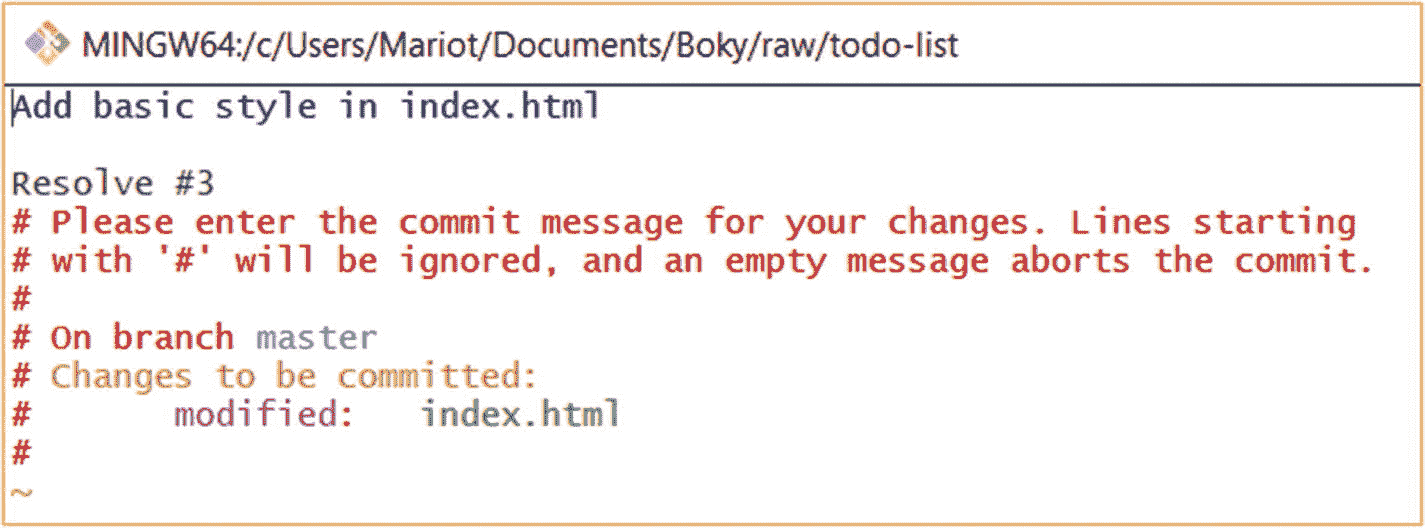 MINGW64:/c/Users/Mariot/Documents/Boky/raw/todo-list
Add basic style in index.html
Resolve #3
# Please enter the commit message for your changes. Lines starting
# with '#' will be ignored, and an empty message aborts the commit.
#
# On branch master
# Changes to be committed:
#       modified:   index.html
#
~